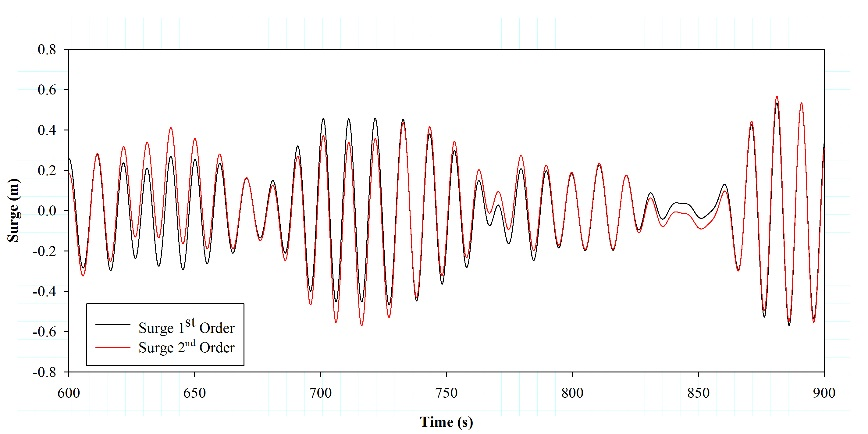 0.8
0.6
0.4
0.2
0.0
-0.2
-0.4
-0.6
-0.8
Surge (m)
Surge 1st Order
Surge 2nd Order
600 650 700 750 800 850 900
Time (s)